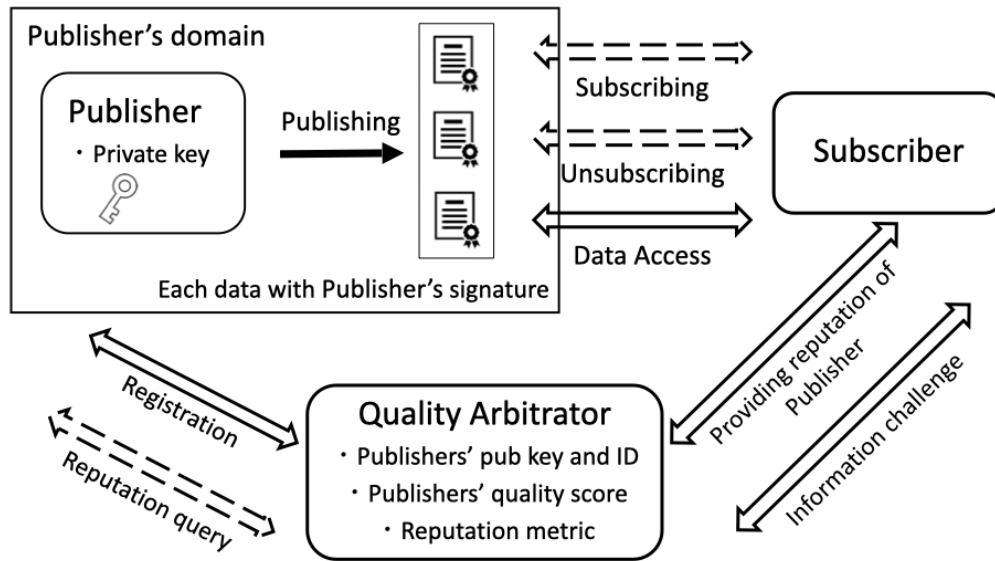 Publisher’s domain
Publisher
・Private key
Publishing
Each data with Publisher’s signature
Subscribing
Unsubscribing
Data Access
Subscriber
Registration
Reputation query
Quality Arbitrator
・Publishers’ pub key and ID
・Publishers’ quality score
・Reputation metric
Providing reputation of
Publisher
Information challenge